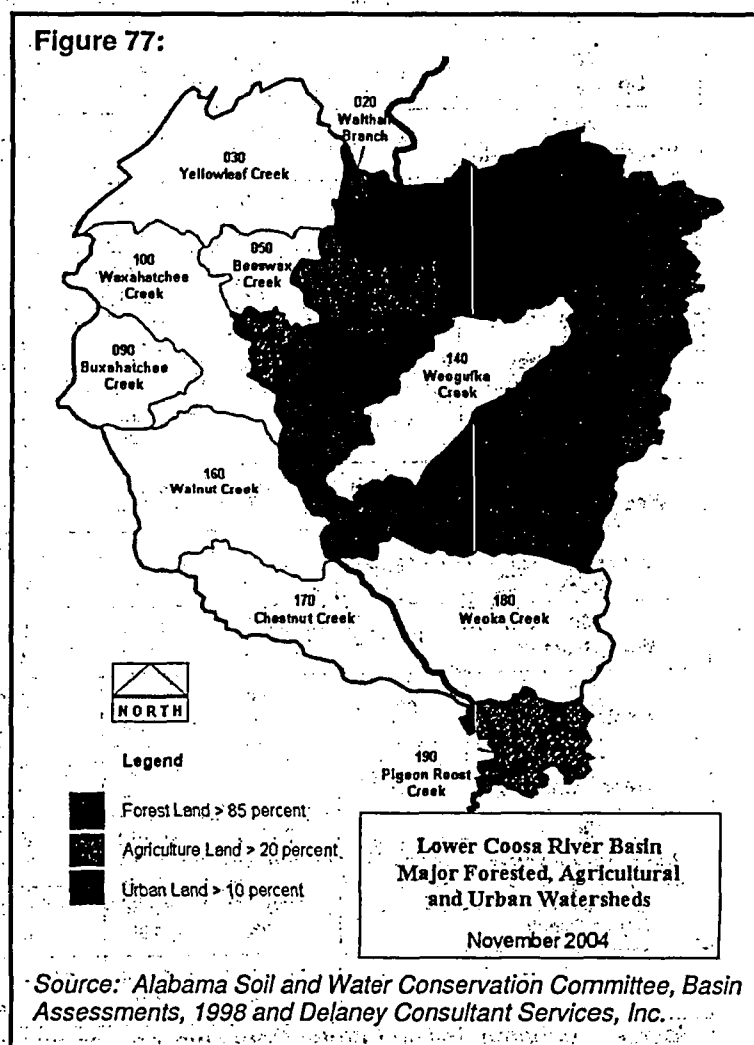 Figure 77:
020
Walthall
Branch
030
Yellowleaf Creek
050
Beeswax
Creek
100
Waxahatchee
Creek
090
Buxahatchee
Creek
140
Weogufka
Creek
160
Walnut Creek
170
Chestnut Creek
180
Weoka Creek
NORTH
190
Pigeon Roost
Creek
Legend
Forest Land > 85 percent
Agriculture Land > 20 percent
Urban Land > 10 percent
Lower Coosa River Basin
Major Forested, Agricultural
and Urban Watersheds
November 2004
Source: Alabama Soil and Water Conservation Committee, Basin
Assessments, 1998 and Delaney Consultant Services, Inc.